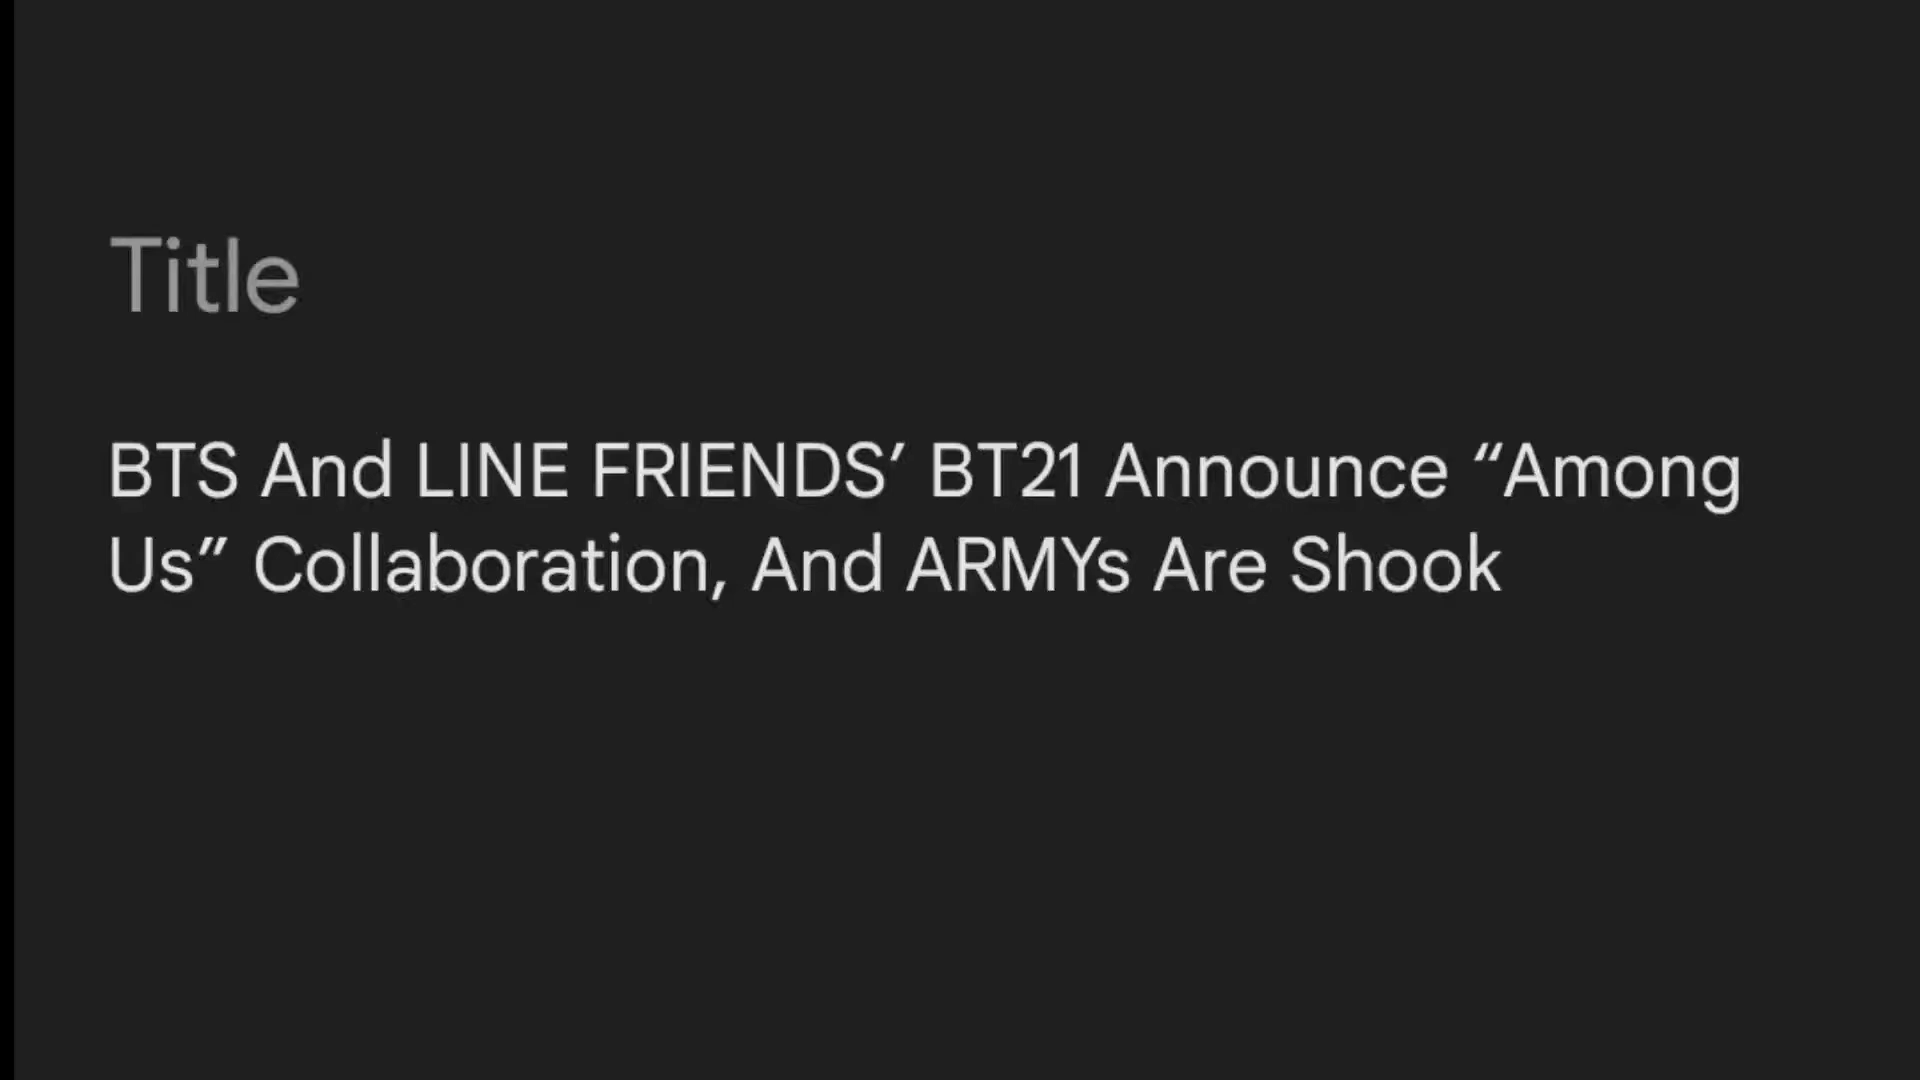 Title
BTS And LINE FRIENDS’ BT21 Announce “Among
Us” Collaboration, And ARMYs Are Shook